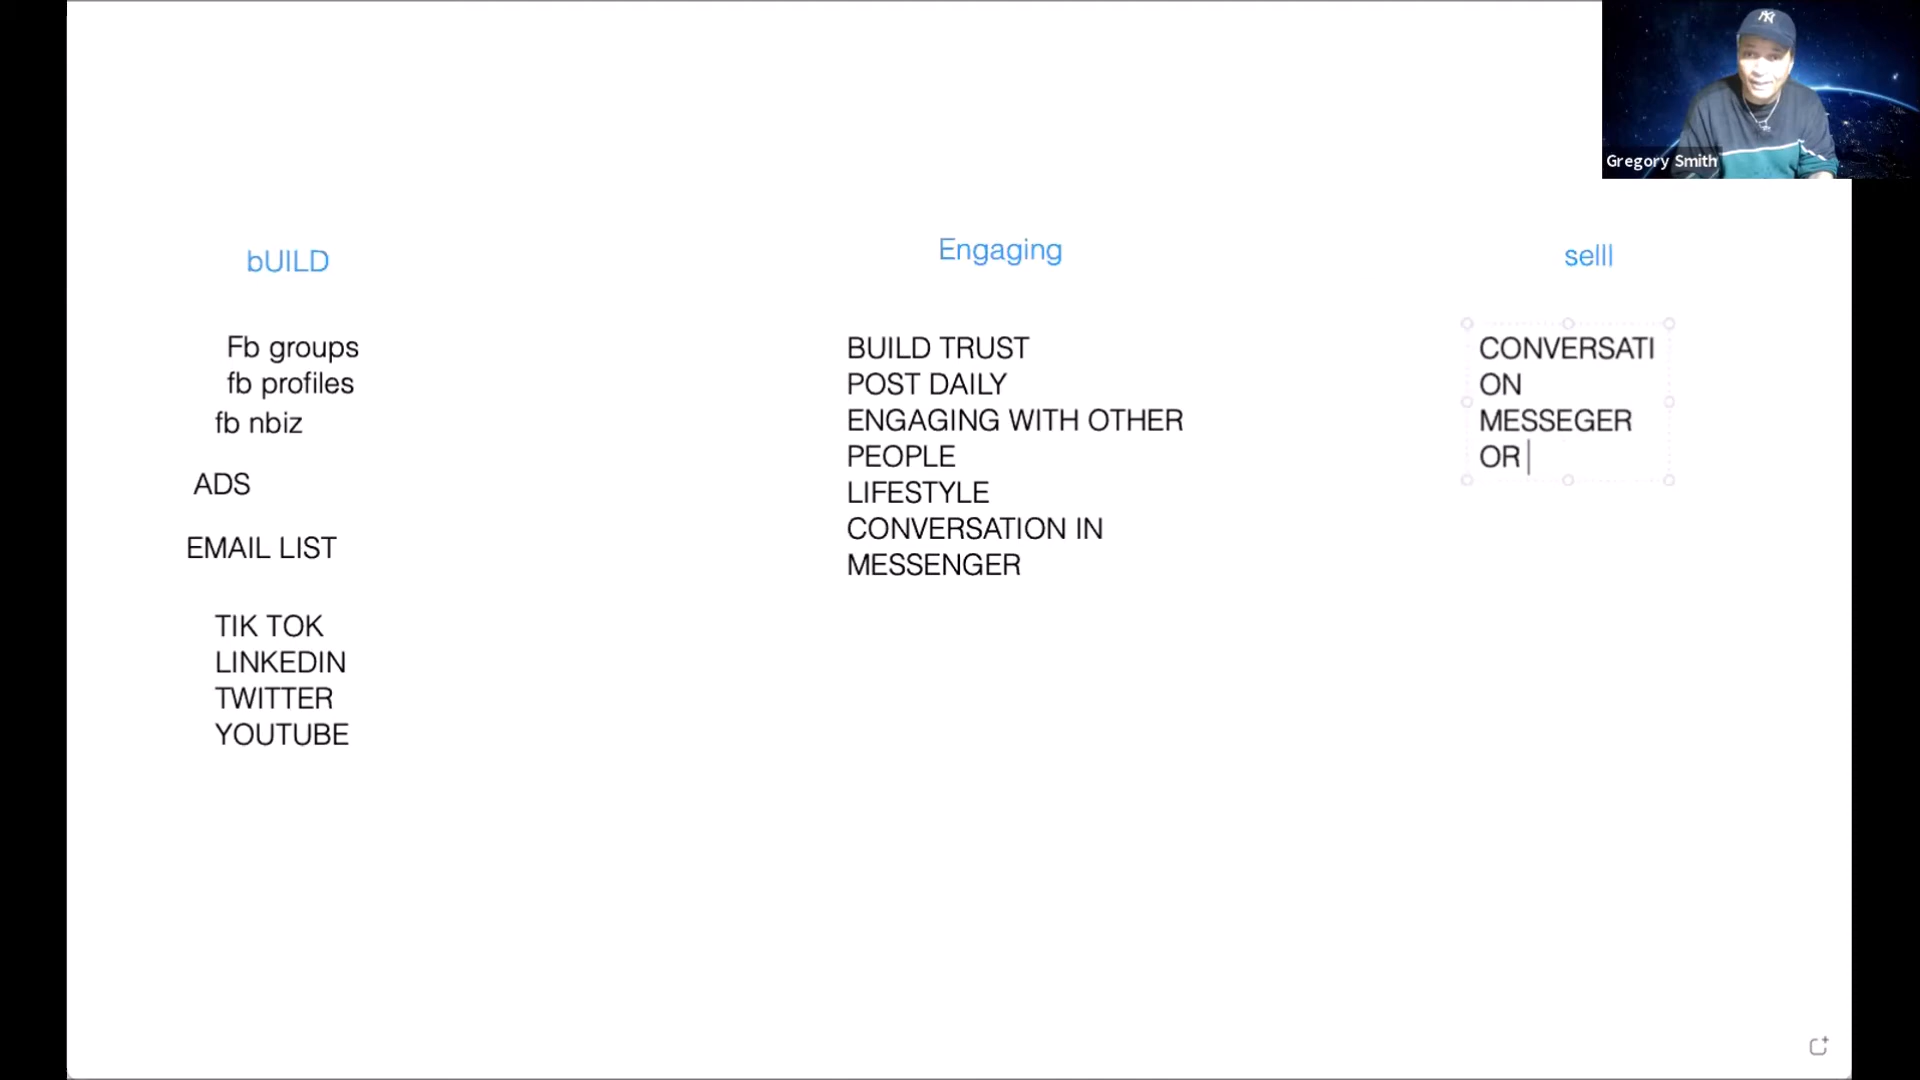 NY
Gregory Smith
bUILD
Fb groups
fb profiles
fb nbiz
ADS
EMAIL LIST
TIK TOK
LINKEDIN
TWITTER
YOUTUBE
Engaging
BUILD TRUST
POST DAILY
ENGAGING WITH OTHER
PEOPLE
LIFESTYLE
CONVERSATION IN
MESSENGER
selll
CONVERSATI
ON
MESSEGER
OR